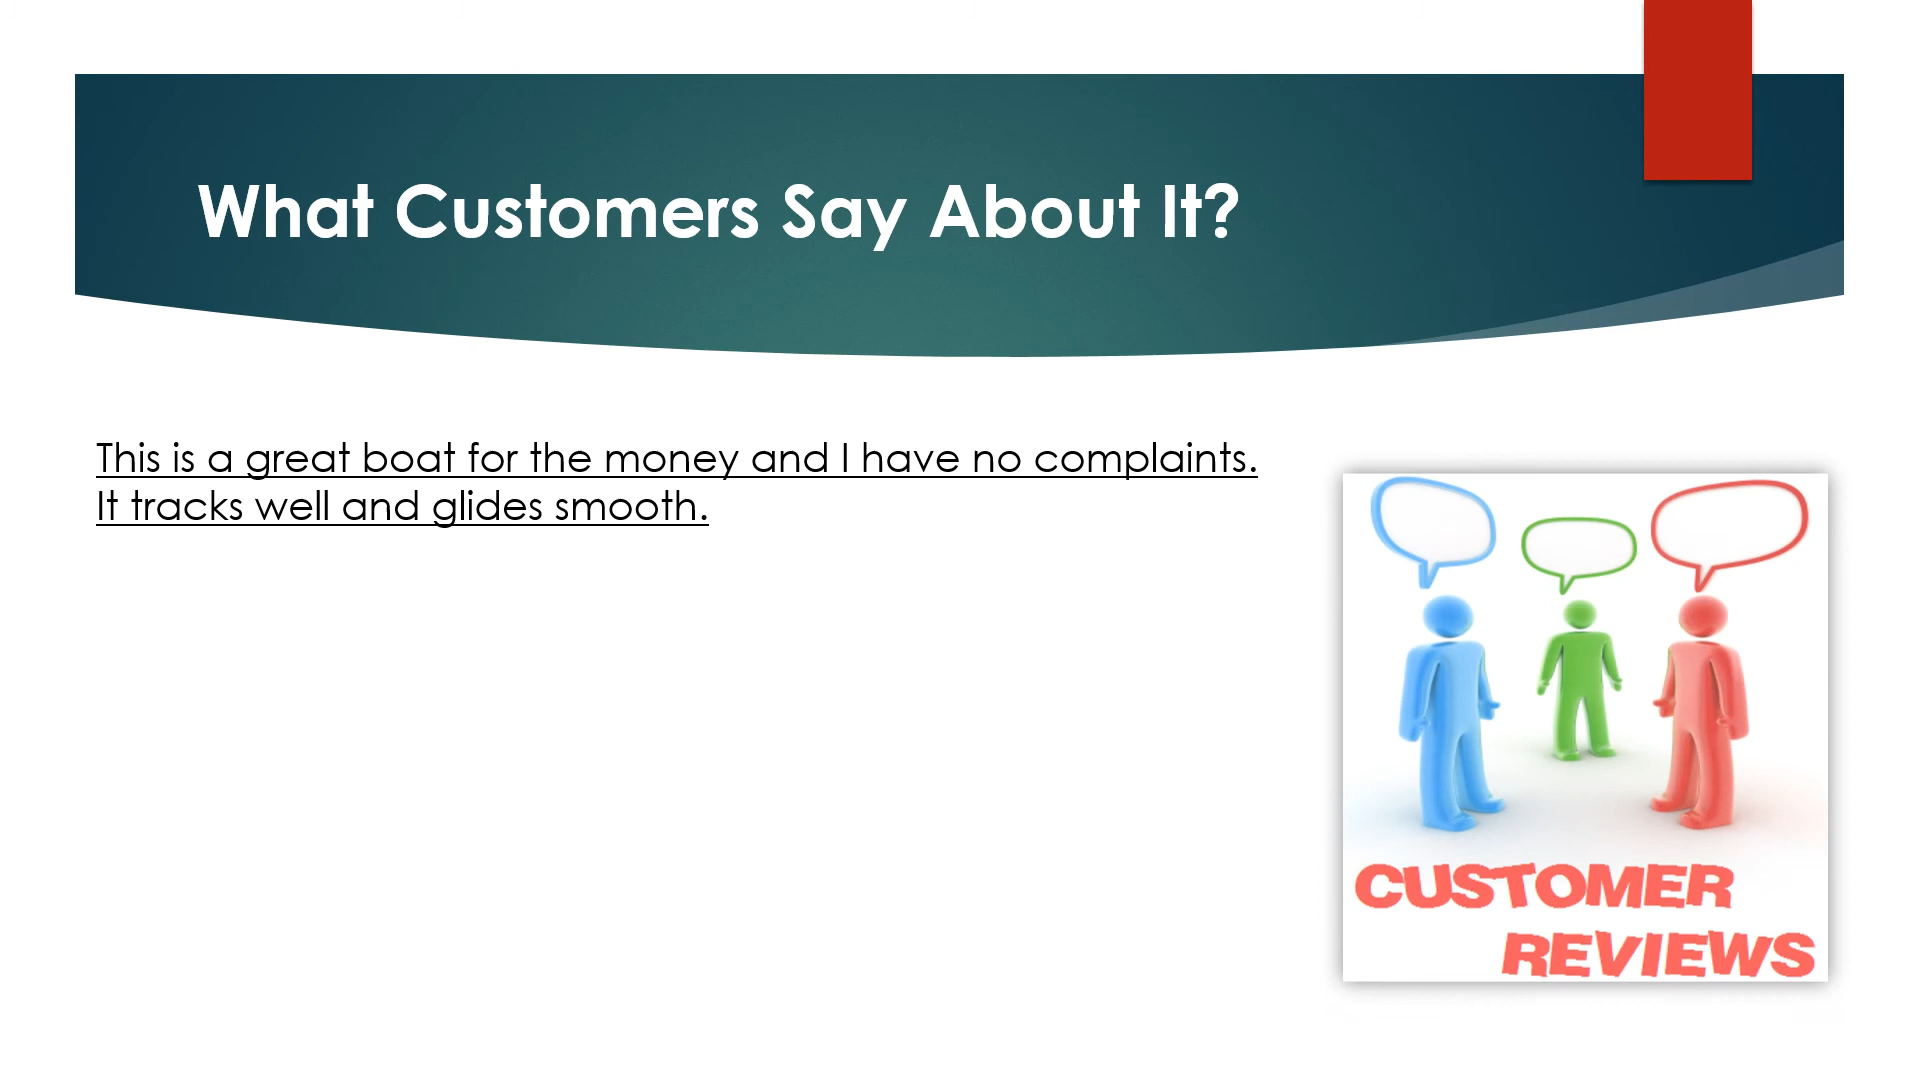 What Customers Say About It?
This is a great boat for the money and I have no complaints.
It tracks well and glides smooth.
CUSTOMER
REVIEWS